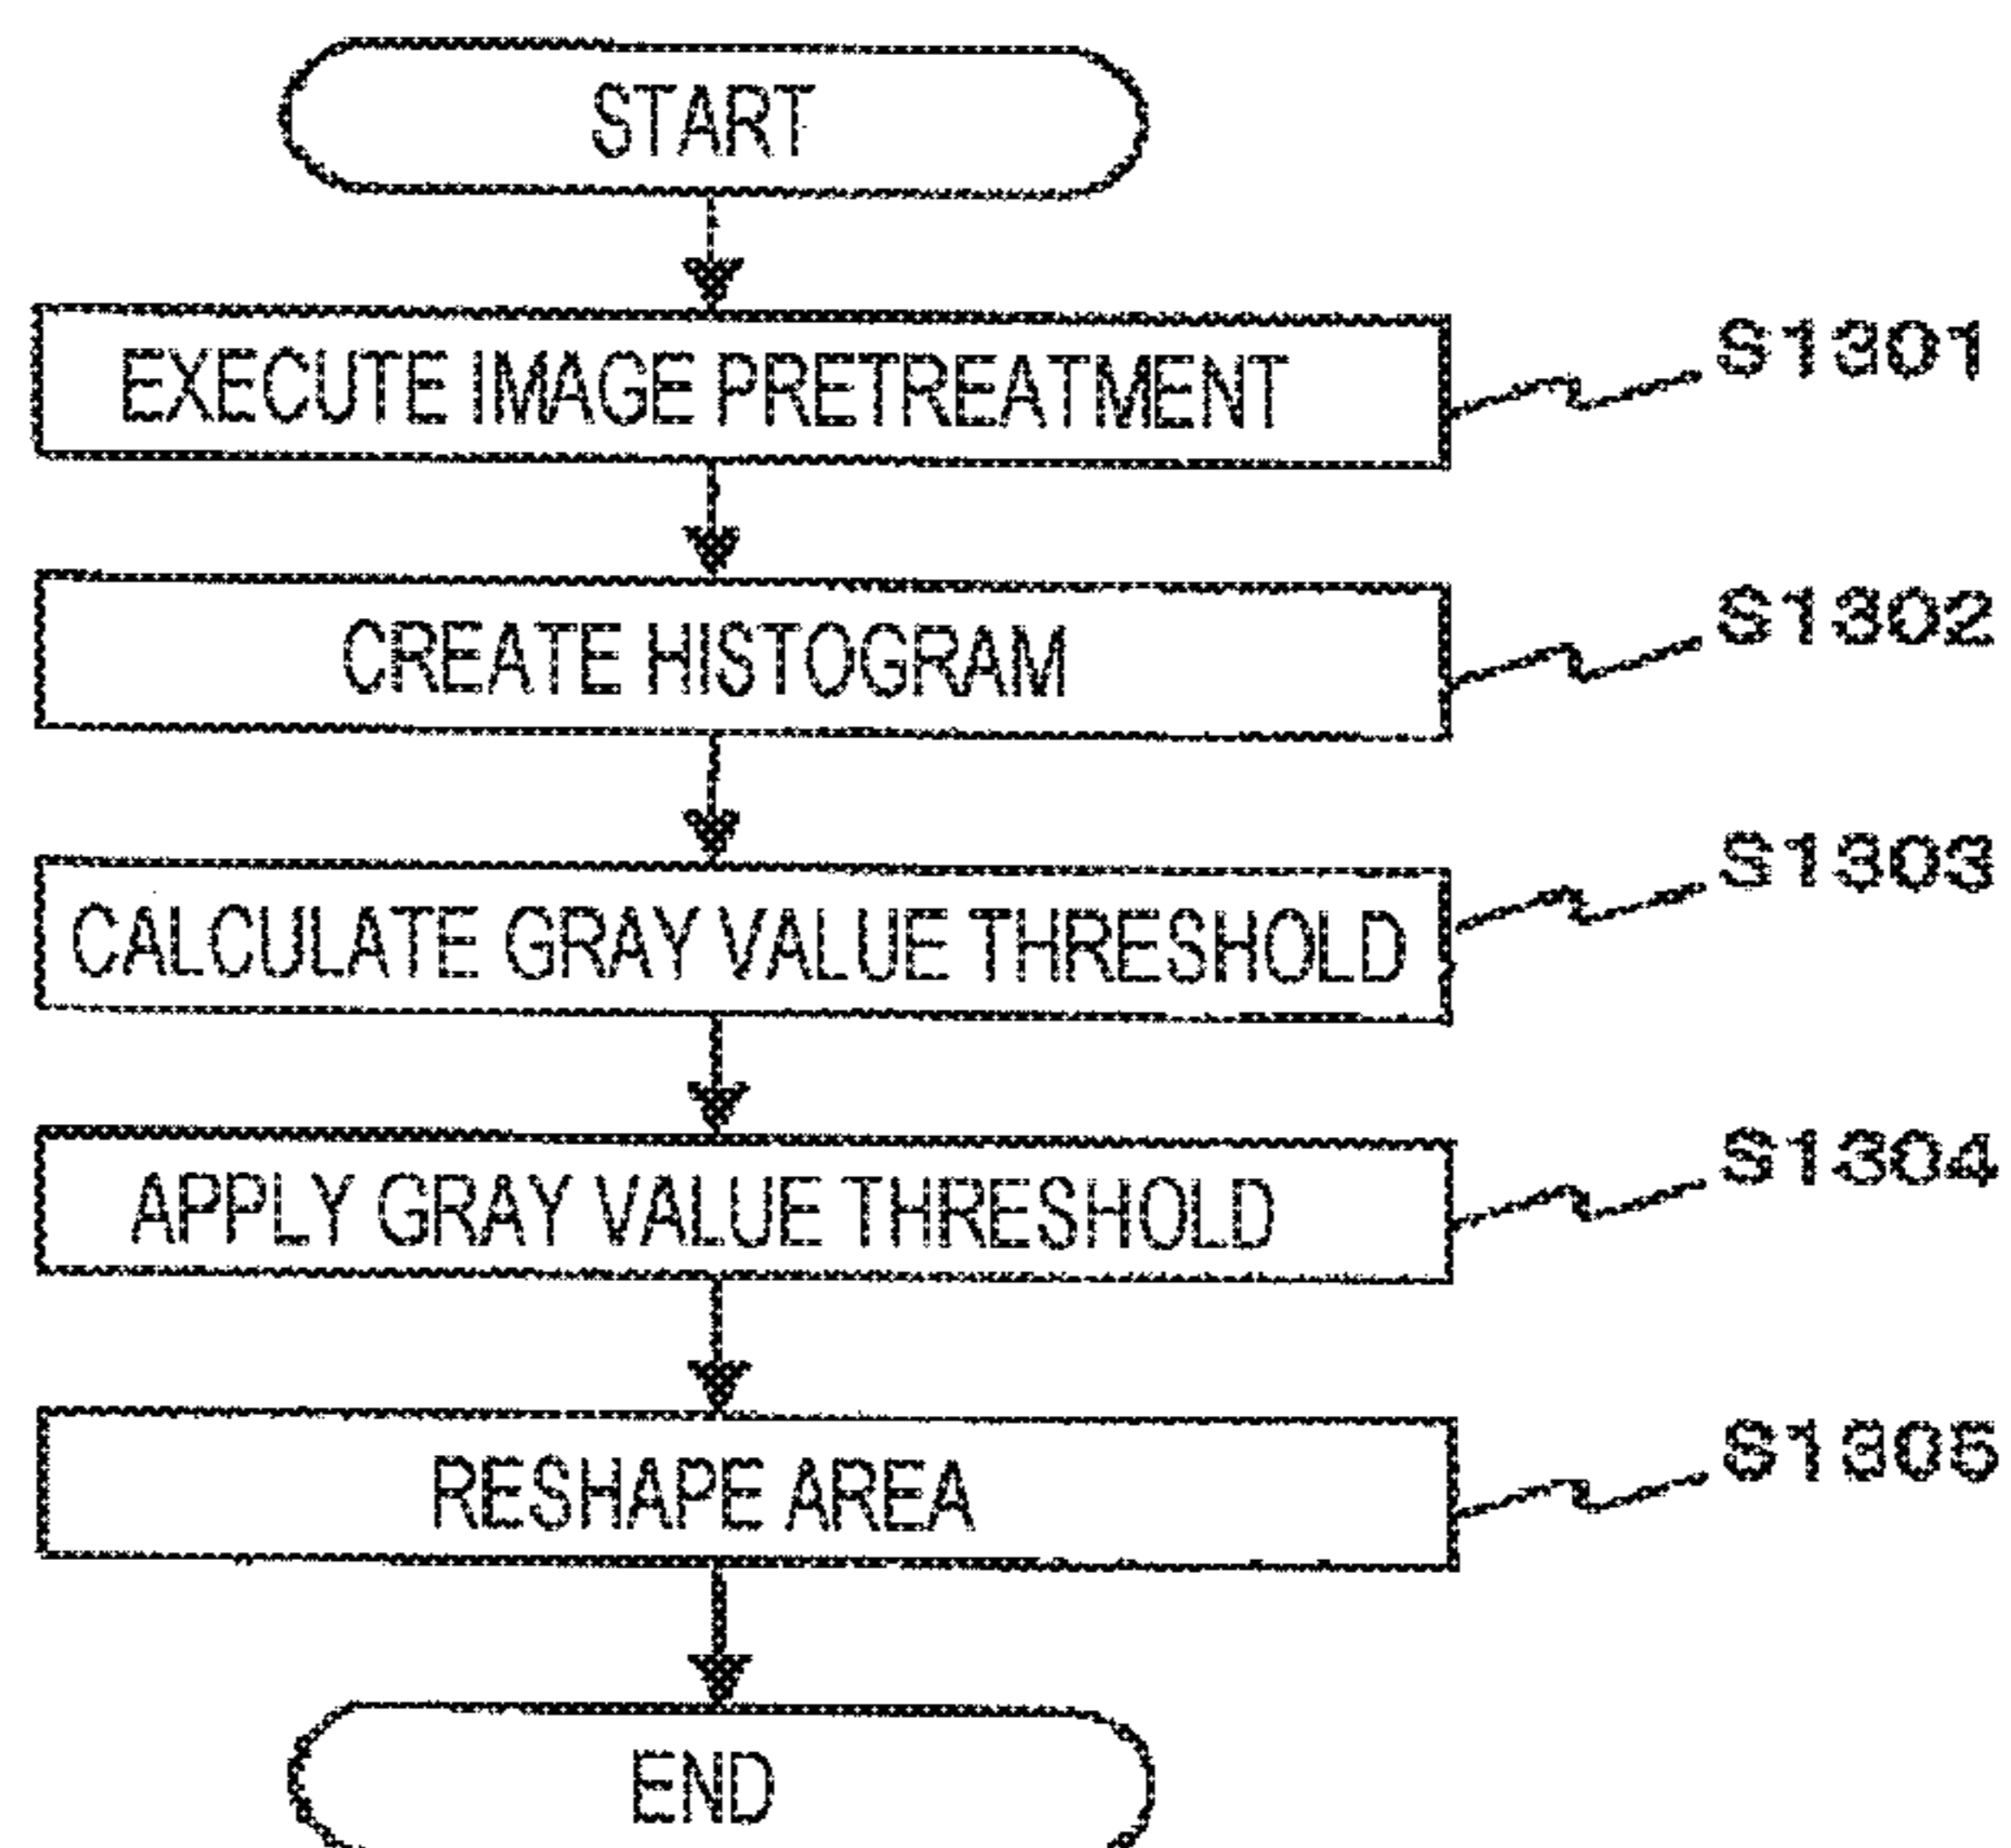 START
EXECUTE IMAGE PRETREATMENT
S1301
CREATE HISTOGRAM
S1302
CALCULATE GRAY VALUE THRESHOLD
S1303
APPLY GRAY VALUE THRESHOLD
S1304
RESHAPE AREA
S1305
END